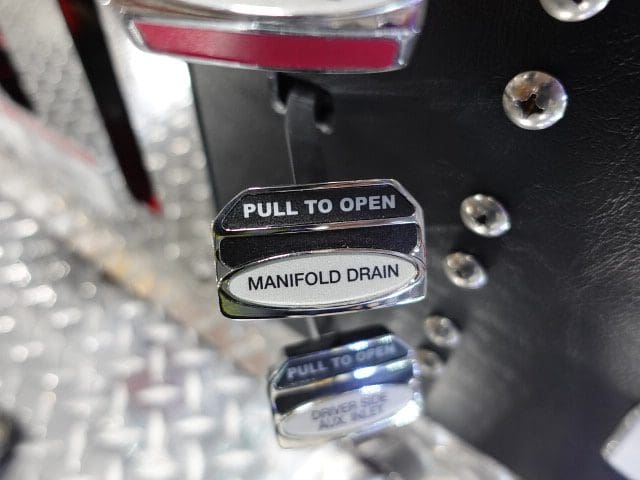 PULL TO OPEN
MANIFOLD DRAIN
PULL TO OPEN
DRIVER SIDE
AUX. INLET